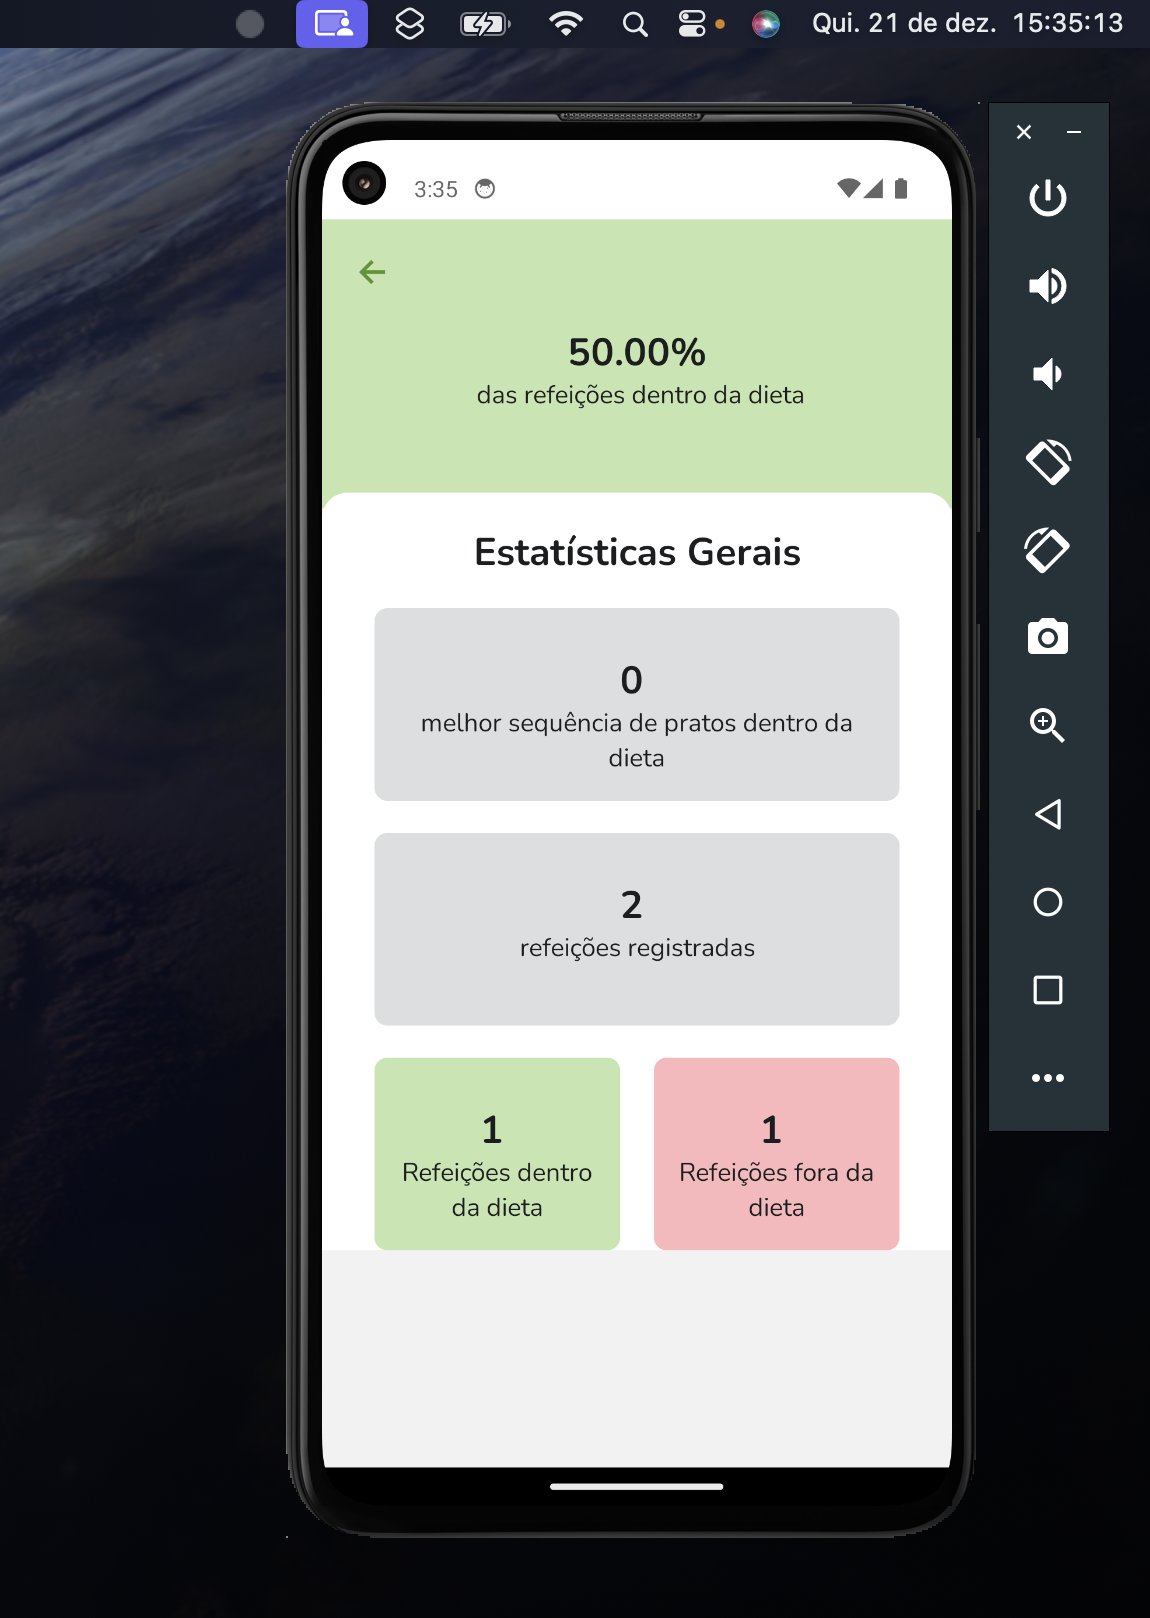 Qui. 21 de dez. 15:35:13
3:35
50.00%
das refeições dentro da dieta
Estatísticas Gerais
0
melhor sequência de pratos dentro da
dieta
2
refeições registradas
1
Refeições dentro
da dieta
1
Refeições fora da
dieta